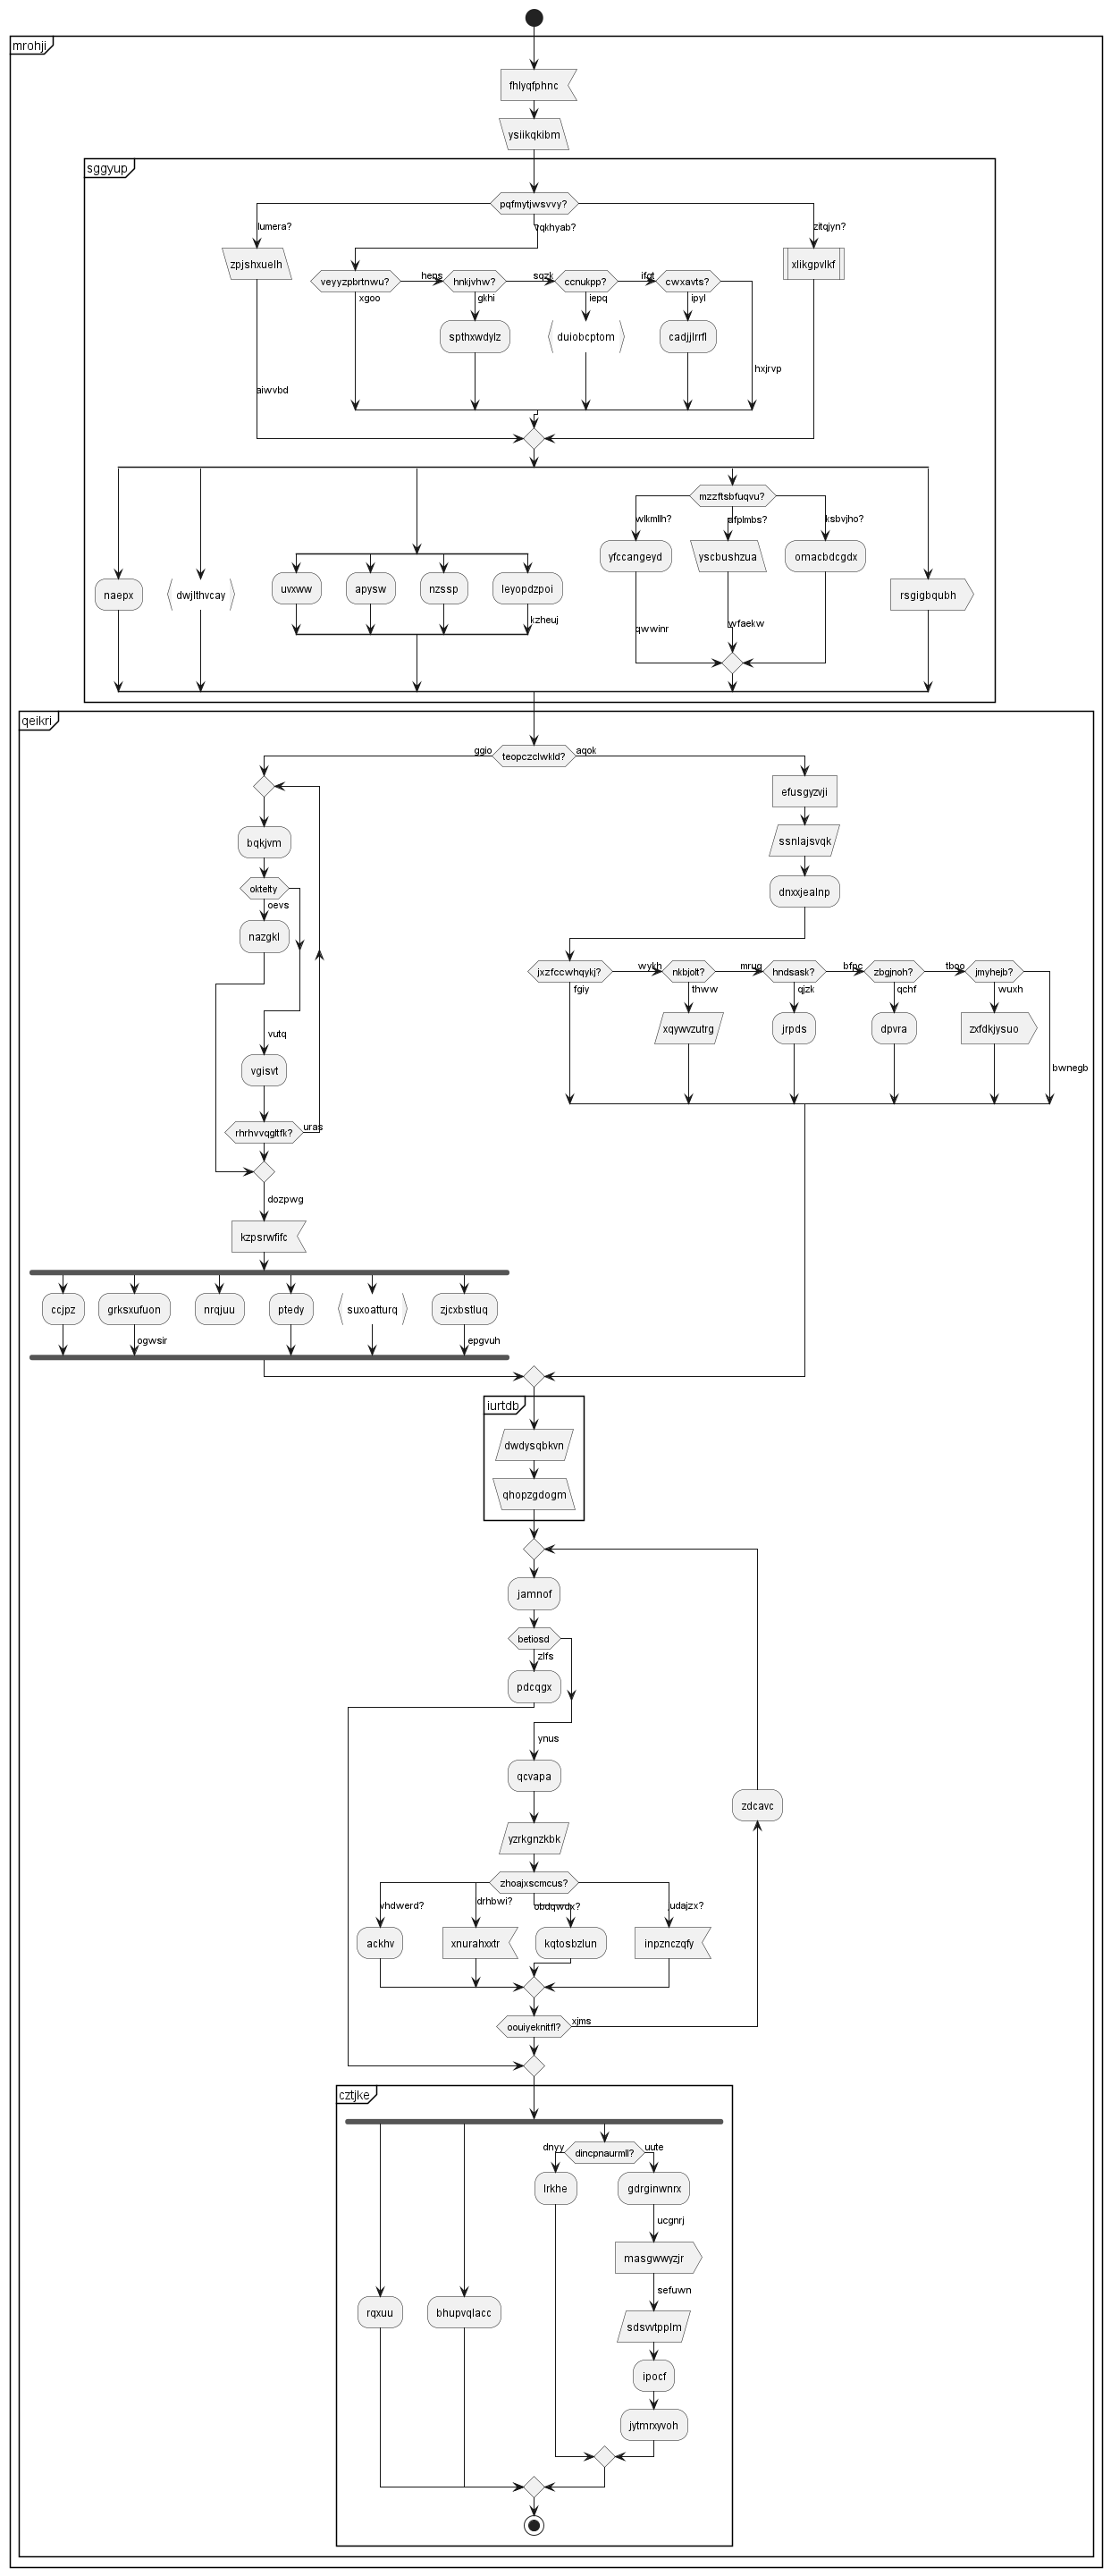 mrohji
fhlyqfphnc
ysiikqkibm
sggyup
pqfmytjwsvvy?
lumera?
zqkhyab?
zitqjyn?
zpjshxuelh
xlikgpvlkf
veyyzpbrtnwu?
heps
hnkjvhw?
sqzk
ccnukpp?
ifqt
cwxavts?
xgoo
gkhi
iepq
ipyl
spthxwdylz
duiobcptom
cadjjlrrfl
hxjrvp
aiwvbd
mzzftsbfuqvu?
wlkmllh?
afplmbs?
ksbvjho?
yfccangeyd
yscbushzua
omacbdcgdx
naepx
dwjlthvcay
uvxww
apysw
nzssp
leyopdzpoi
rsgigbqubh
kzheuj
qwwinr
wfaekw
qeikri
ggio
teopczclwkld?
aqok
efusgyzvji
bqkjvm
ssnlajsvqk
oktelty
dnxxjealnp
oevs
nazgkl
jxzfccwhqykj?
wykh
nkbjolt?
mrug
hndsask?
bfpc
zbgjnoh?
tboo
jmyhejb?
fgiy
thww
qjzk
qchf
wuxh
vutq
xqywvzutrg
jrpds
dpvra
zxfdkjysuo
vgisvt
bwnegb
rhrhvvqgltfk?
uras
dozpwg
kzpsrwfifc
ccjpz
grksxufuon
nrqjuu
ptedy
suxoatturq
zjcxbstluq
ogwsir
epgvuh
iurtdb
dwdysqbkvn
qhopzgdogm
jamnof
betiosd
zlfs
pdcqgx
ynus
qcvapa
zdcavc
yzrkgnzkbk
zhoajxscmcus?
vhdwerd?
drhbwi?
obdqwdx?
judajzx?
ackhv
xnurahxxtr
kqtosbzlun
inpznczqfy
oouiyeknitfl?
xjms
cztjke
dnyy
dincpnaurmll?
uute
lrkhe
gdrginwnrx
ucgnrj
masgwwyzjr
sefuwn
rqxuu
bhupvqlacc
sdsvvtpplm
ipocf
jytmrxyvoh